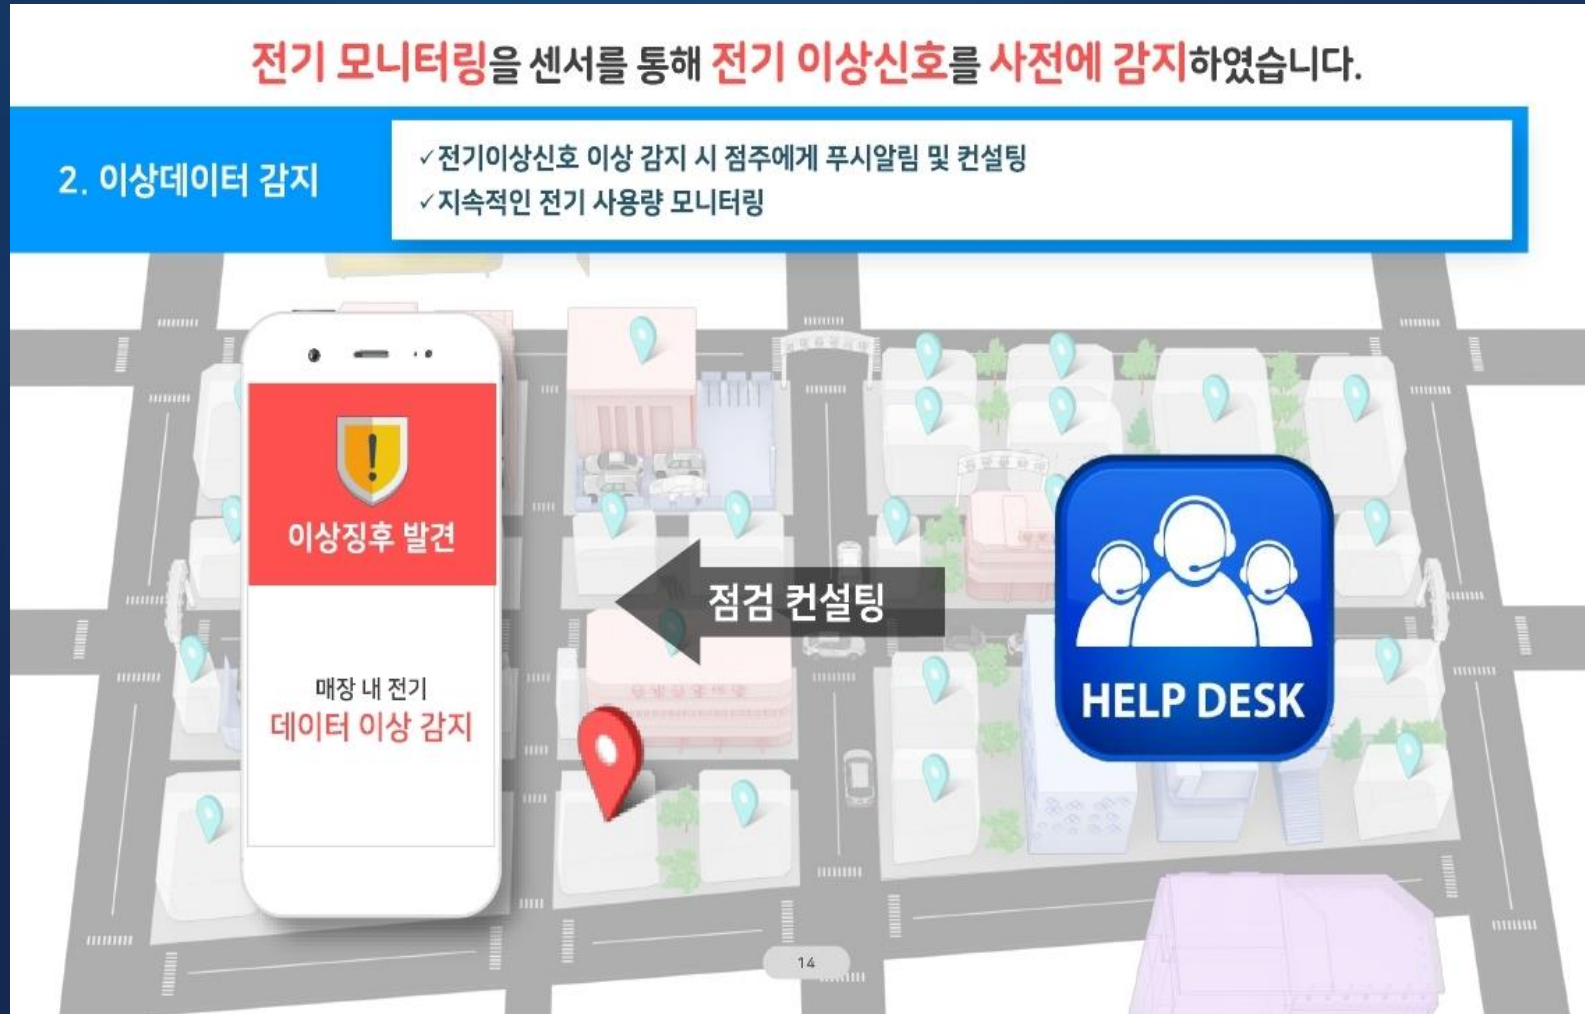 전기 모니터링을 센서를 통해 전기 이상신호를 사전에 감지하였습니다.
2. 이상데이터 감지
✓전기이상신호 이상 감지 시 점주에게 푸시알림 및 컨설팅
✓지속적인 전기 사용량 모니터링
이상징후 발견
매장 내 전기
데이터 이상 감지
점검 컨설팅
HELP DESK
14